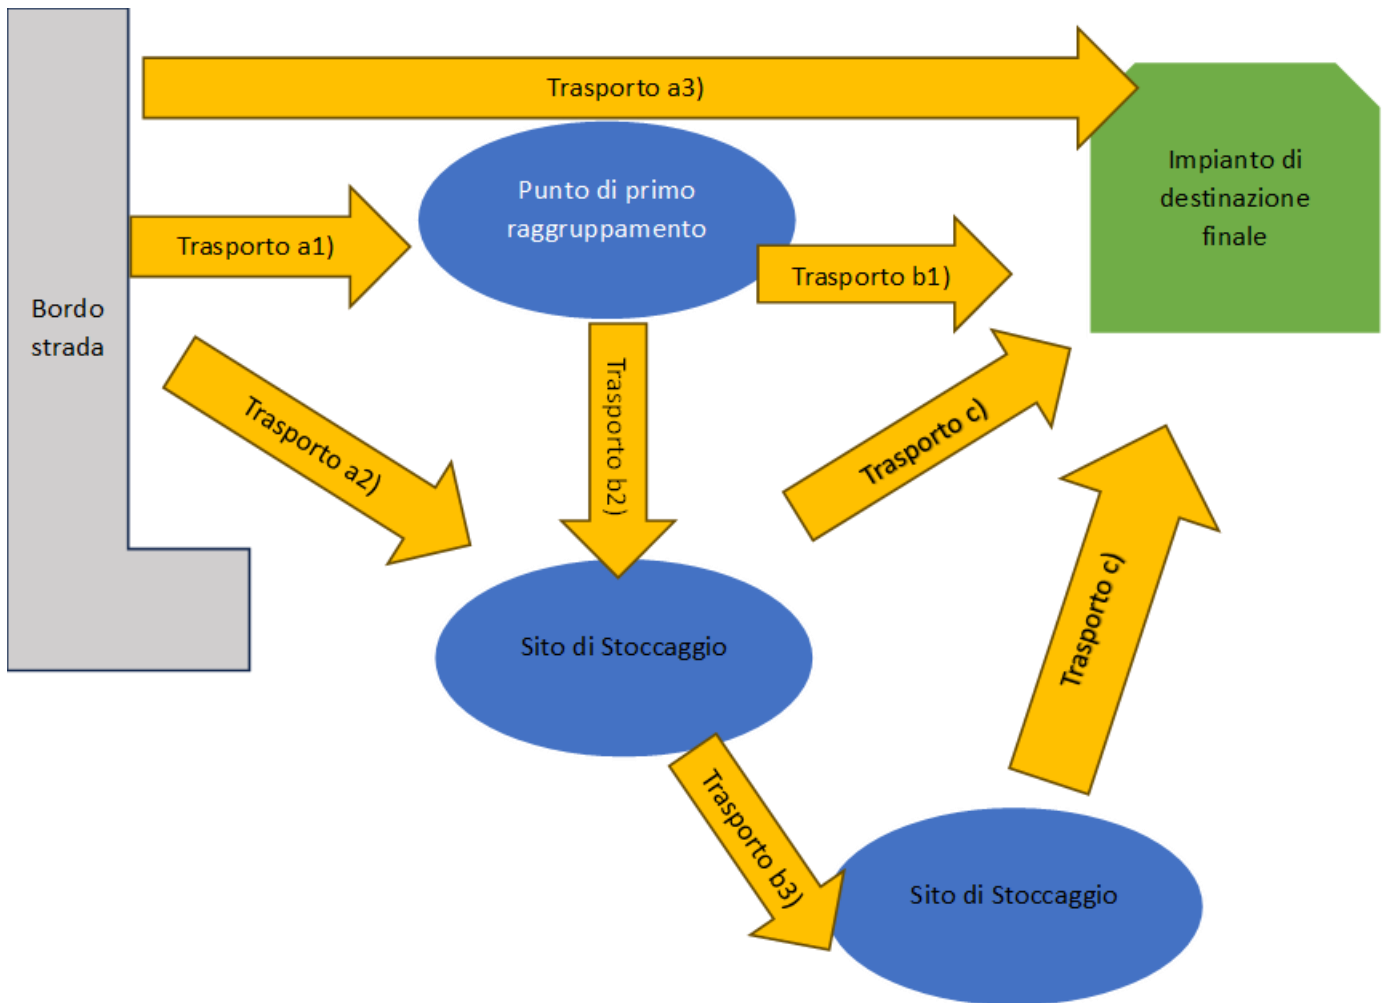 Trasporto a3)
Punto di primo
raggruppamento
Impianto di
destinazione
finale
Trasporto a1)
Trasporto b1)
Bordo
strada
Trasporto a2)
Trasporto b2)
Trasporto c)
Trasporto c)
Sito di Stoccaggio
Trasporto b3)
Sito di Stoccaggio